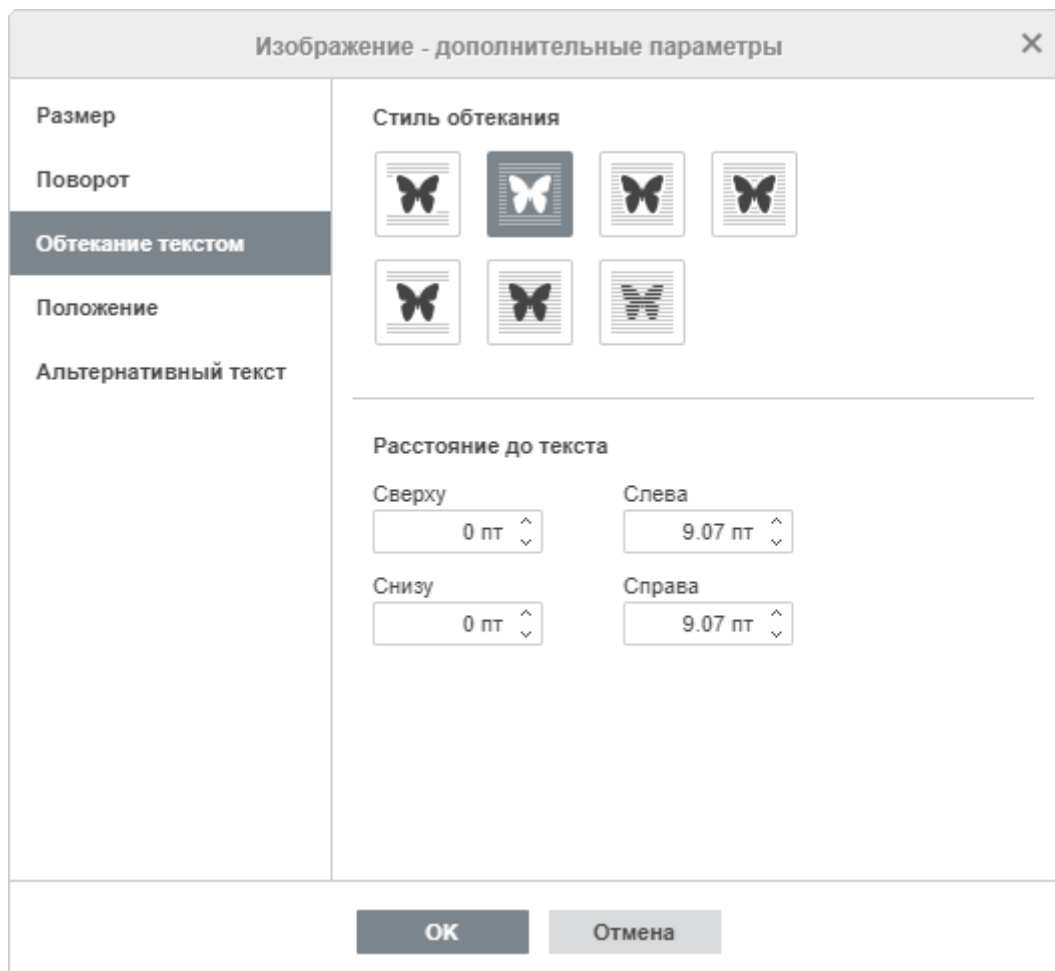 Изображение - дополнительные параметры
Размер
Поворот
Обтекание текстом
Положение
Альтернативный текст
Стиль обтекания
Расстояние до текста
Сверху Слева
0 пт 9.07 пт
Снизу Справа
0 пт 9.07 пт
OK Отмена